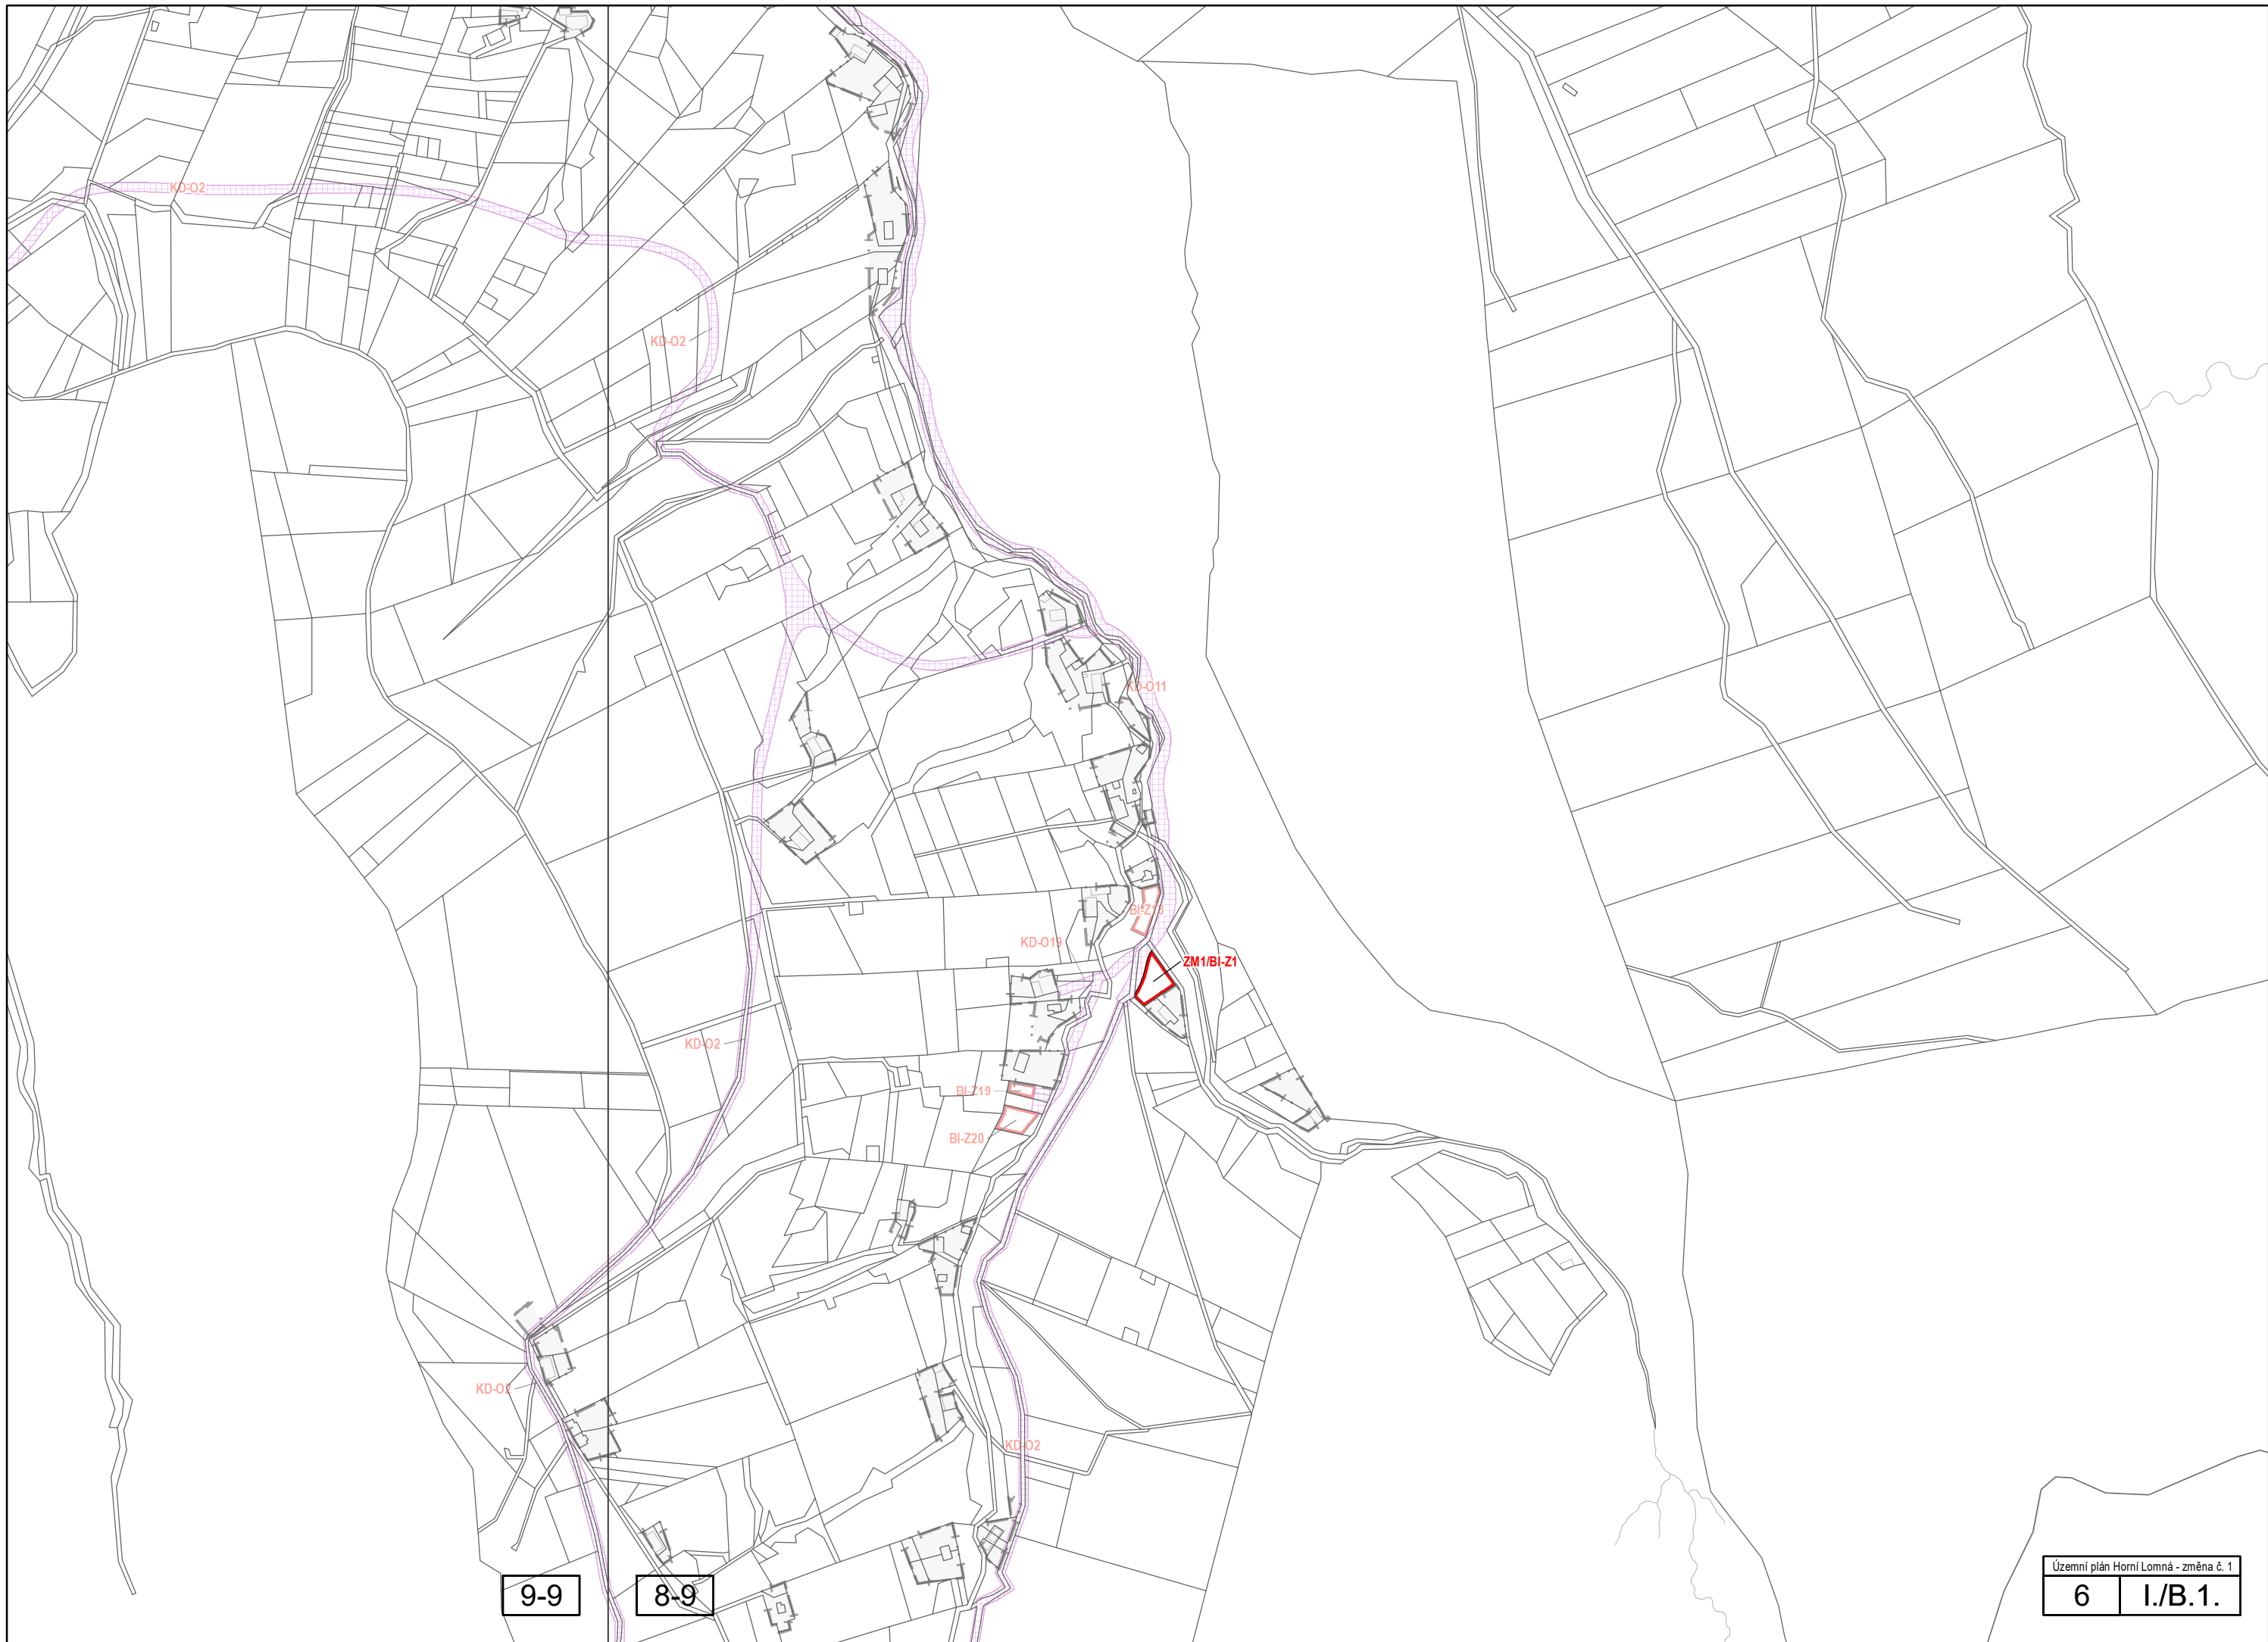 KD-O2
KD-O2
KD-O11
BI-Z18
KD-O19
ZM1/BI-Z1
KD-O2
BI-Z19
BI-Z20
KD-O2
KD-O2
9-9
8-9
Územní plán Horní Lomná - změna č. 1
6
I./B.1.